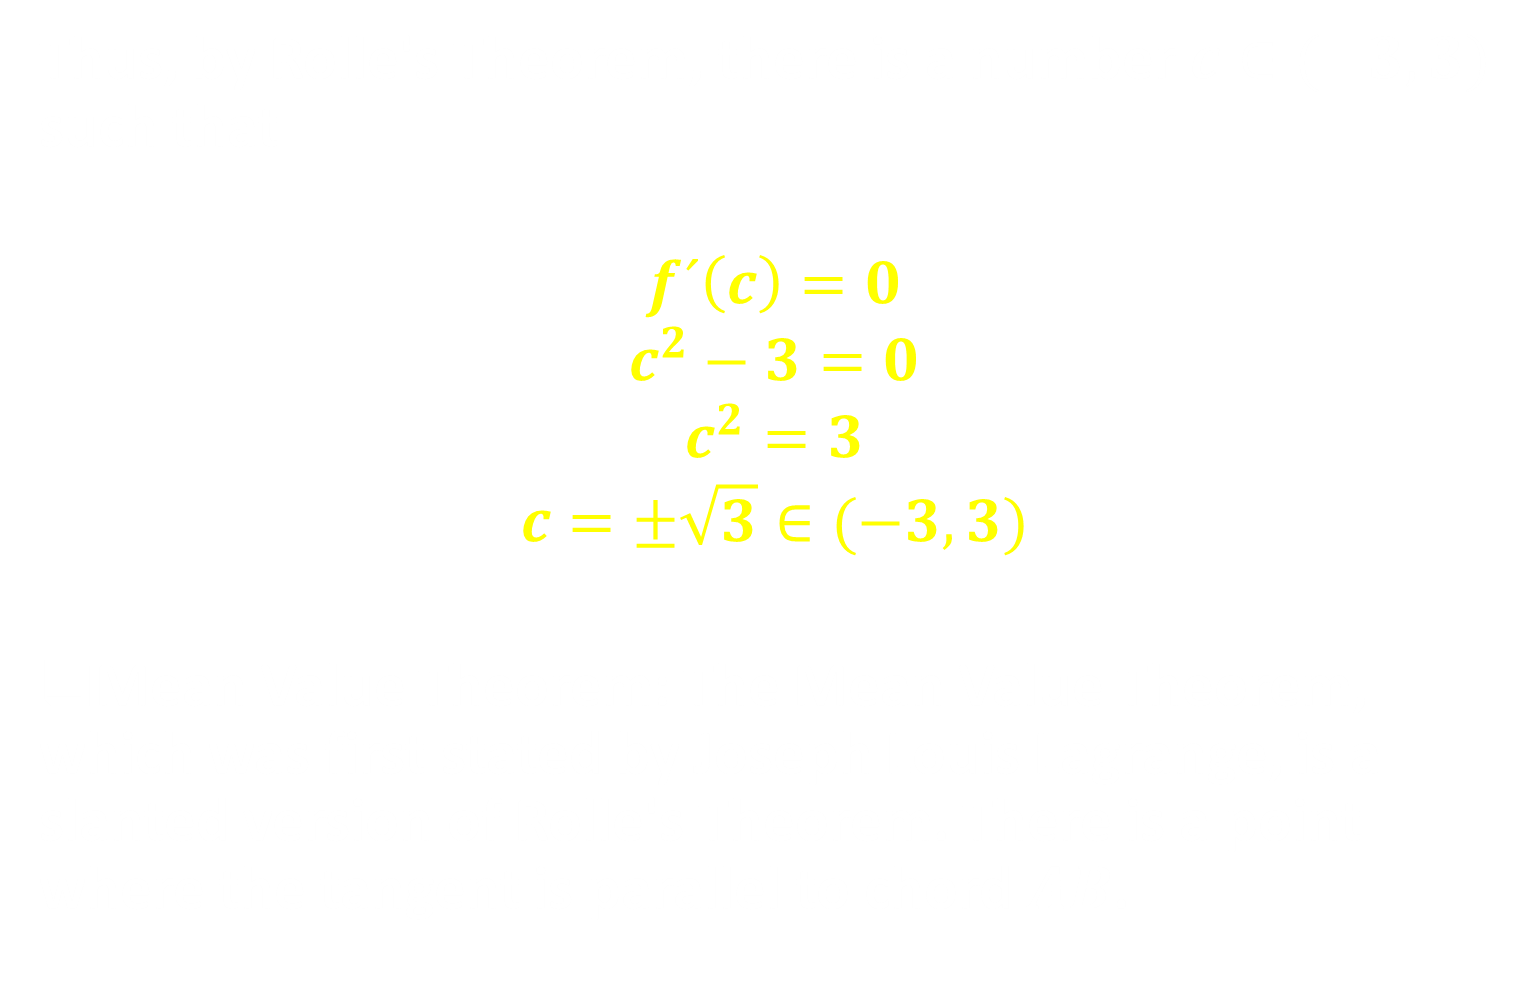 f´(c) = 0
c² − 3 = 0
c² = 3
c = ±√3 ∈ (−3, 3)